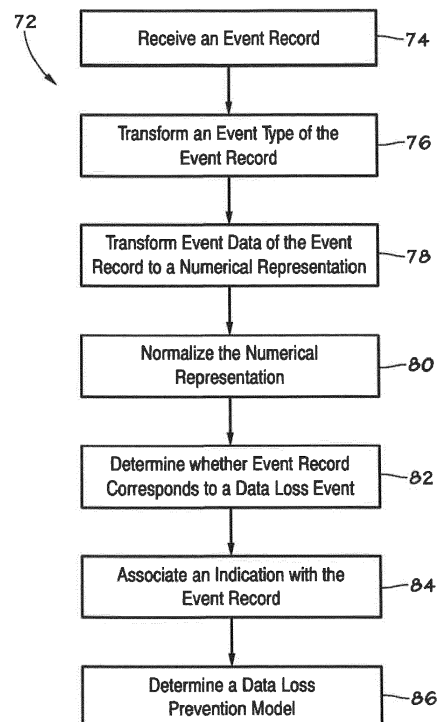 72
Receive an Event Record
74
Transform an Event Type of the
Event Record
76
Transform Event Data of the Event
Record to a Numerical Representation
78
Normalize the Numerical
Representation
80
Determine whether Event Record
Corresponds to a Data Loss Event
82
Associate an Indication with the
Event Record
84
Determine a Data Loss
Prevention Model
86